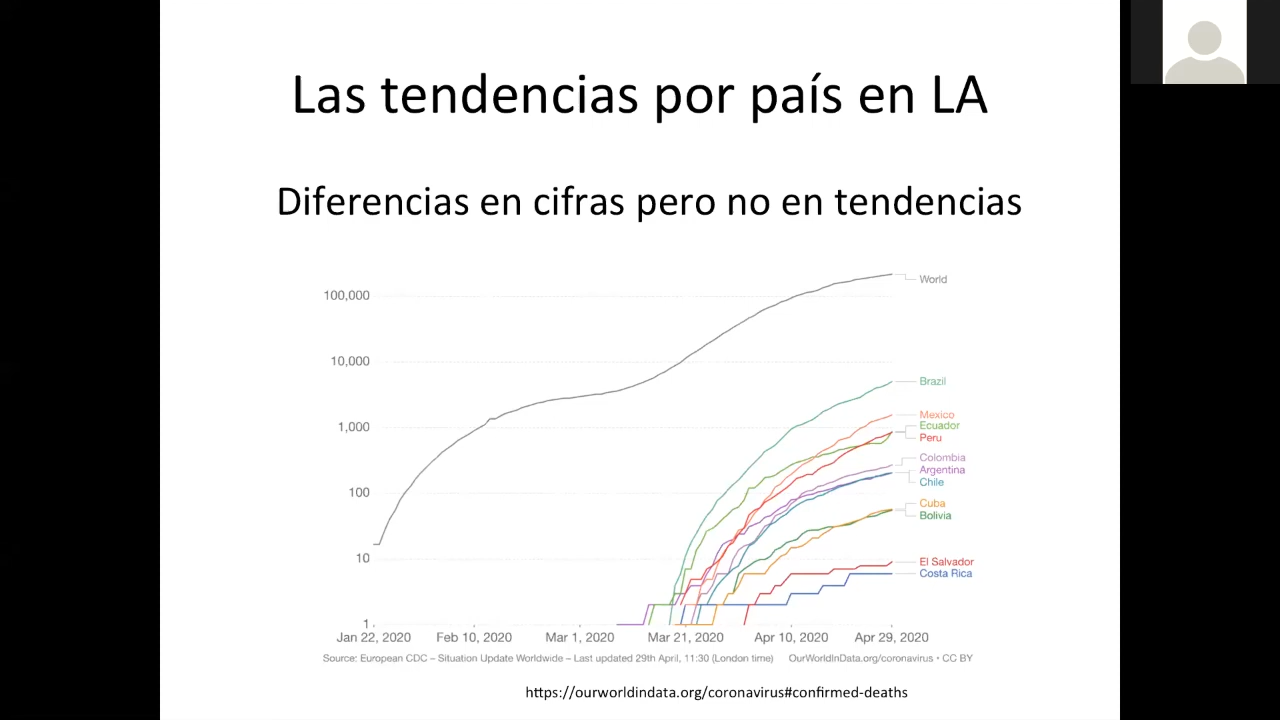 Las tendencias por país en LA
Diferencias en cifras pero no en tendencias
World
100,000
10,000
Brazil
Mexico
1,000
Ecuador
Peru
Colombia
Argentina
Chile
100
Cuba
Bolivia
10
El Salvador
Costa Rica
1
Jan 22, 2020 Feb 10, 2020 Mar 1, 2020 Mar 21, 2020 Apr 10, 2020 Apr 29, 2020
Source: European CDC – Situation Update Worldwide – Last updated 29th April, 11:30 (London time) OurWorldInData.org/coronavirus • CC BY
https://ourworldindata.org/coronavirus#confirmed-deaths